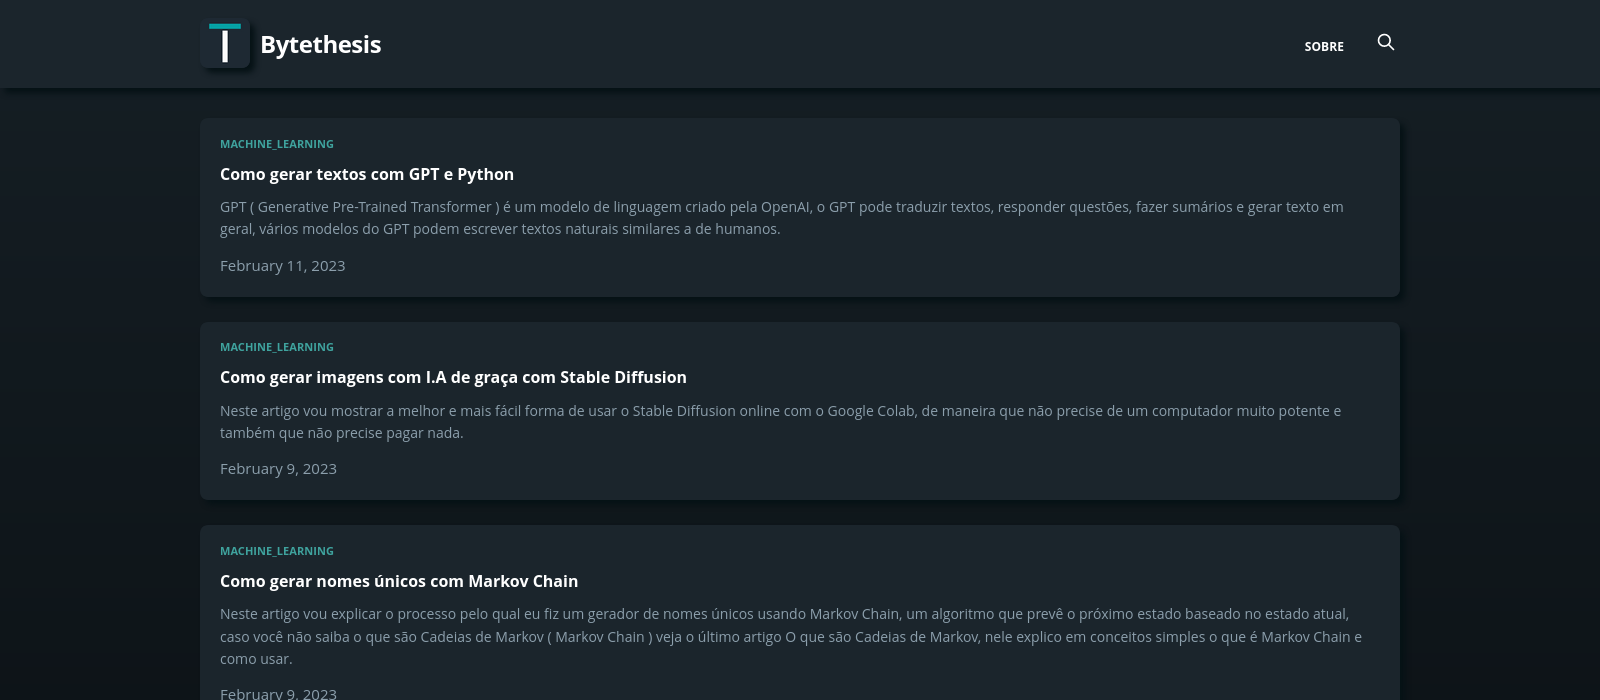 Bytethesis
SOBRE
MACHINE_LEARNING
Como gerar textos com GPT e Python
GPT ( Generative Pre-Trained Transformer ) é um modelo de linguagem criado pela OpenAI, o GPT pode traduzir textos, responder questões, fazer sumários e gerar texto em
geral, vários modelos do GPT podem escrever textos naturais similares a de humanos.
February 11, 2023
MACHINE_LEARNING
Como gerar imagens com I.A de graça com Stable Diffusion
Neste artigo vou mostrar a melhor e mais fácil forma de usar o Stable Diffusion online com o Google Colab, de maneira que não precise de um computador muito potente e
também que não precise pagar nada.
February 9, 2023
MACHINE_LEARNING
Como gerar nomes únicos com Markov Chain
Neste artigo vou explicar o processo pelo qual eu fiz um gerador de nomes únicos usando Markov Chain, um algoritmo que prevê o próximo estado baseado no estado atual,
caso você não saiba o que são Cadeias de Markov ( Markov Chain ) veja o último artigo O que são Cadeias de Markov, nele explico em conceitos simples o que é Markov Chain e
como usar.
February 9, 2023